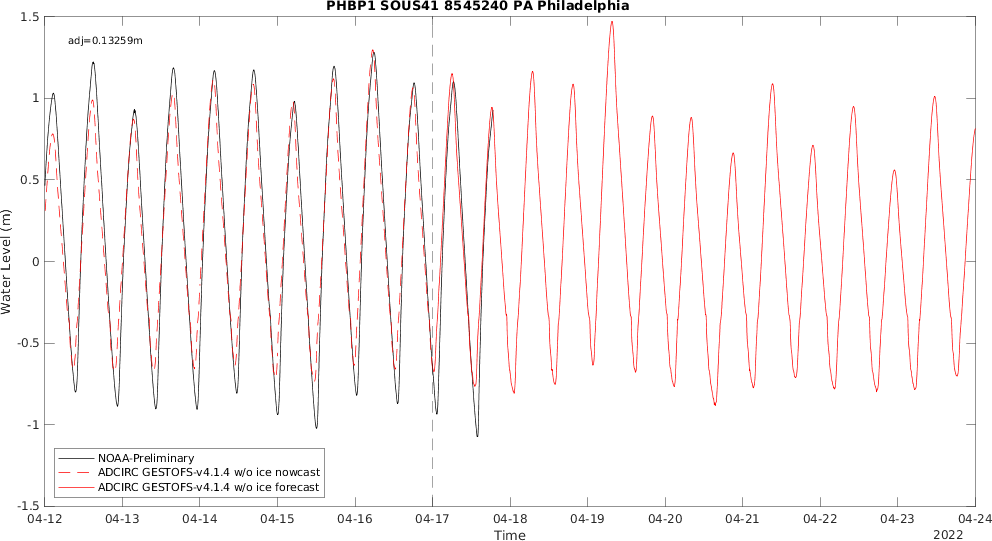 PHBP1 SOUS41 8545240 PA Philadelphia
adj=0.13259m
1.5
1
0.5
0
-0.5
-1
-1.5
Water Level (m)
NOAA-Preliminary
ADCIRC GESTOFS-v4.1.4 w/o ice nowcast
ADCIRC GESTOFS-v4.1.4 w/o ice forecast
04-12 04-13 04-14 04-15 04-16 04-17 04-18 04-19 04-20 04-21 04-22 04-23 04-24
Time
2022